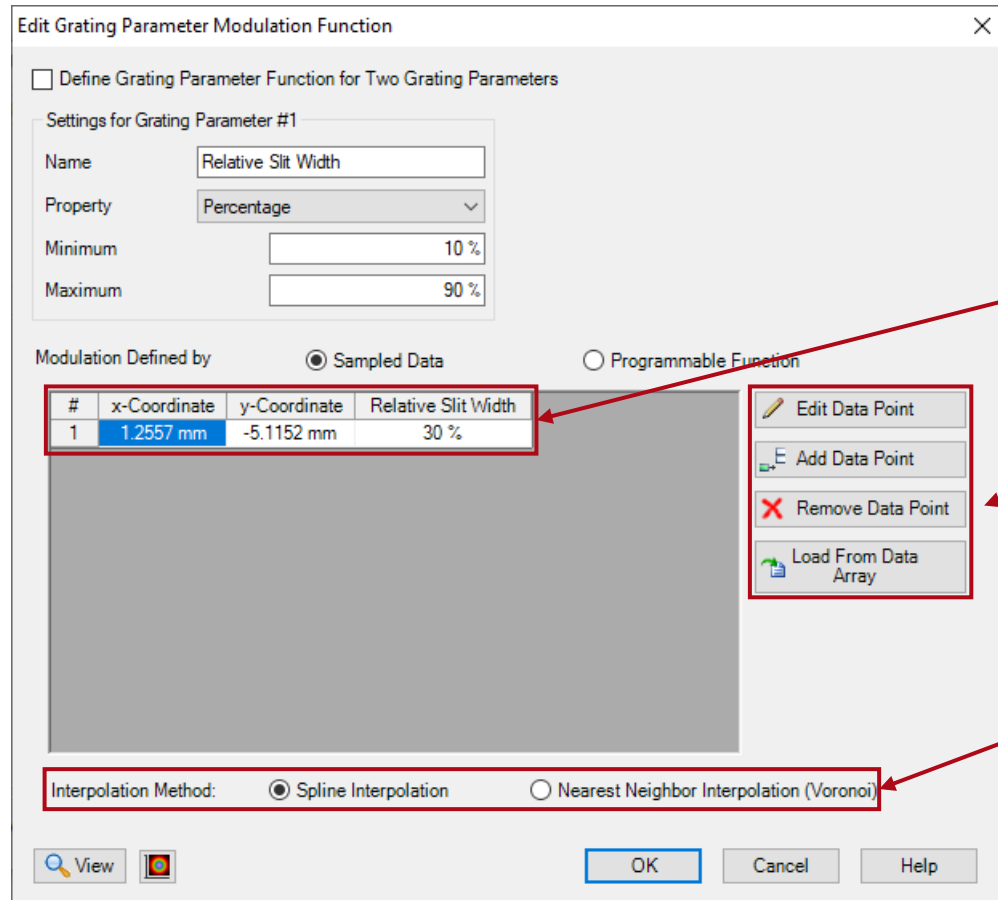 Edit Grating Parameter Modulation Function
Define Grating Parameter Function for Two Grating Parameters
Settings for Grating Parameter #1
Name Relative Slit Width
Property Percentage
Minimum 10 %
Maximum 90 %
Modulation Defined by Sampled Data Programmable Function
# x-Coordinate y-Coordinate Relative Slit Width
1 1.2557 mm -5.1152 mm 30 %
Edit Data Point
Add Data Point
Remove Data Point
Load From Data
Array
Interpolation Method: Spline Interpolation Nearest Neighbor Interpolation (Voronoi)
View OK Cancel Help